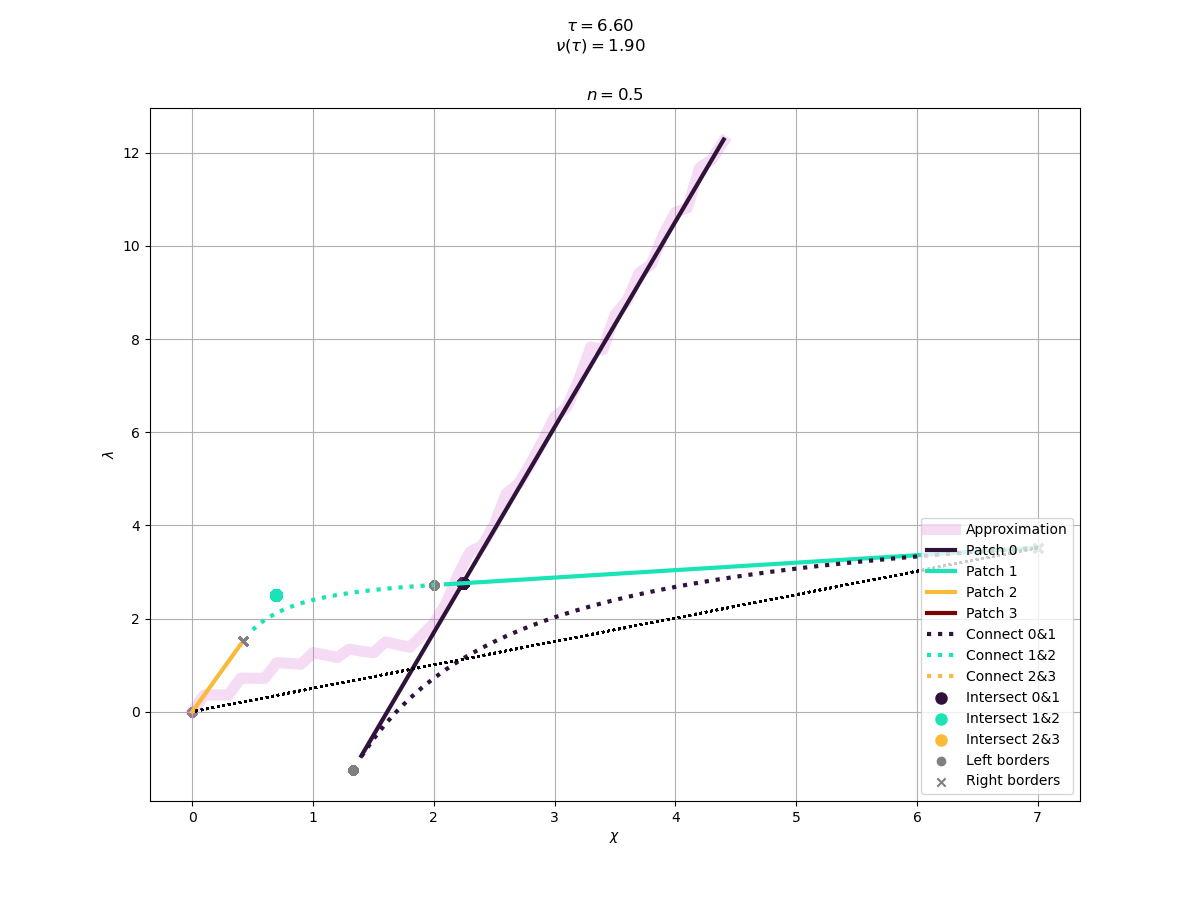 τ = 6.60
ν(τ) = 1.90
n = 0.5
12
10
8
6
4
2
0
λ
0 1 2 3 4 5 6 7
χ
Approximation
Patch 0
Patch 1
Patch 2
Patch 3
Connect 0&1
Connect 1&2
Connect 2&3
Intersect 0&1
Intersect 1&2
Intersect 2&3
Left borders
Right borders